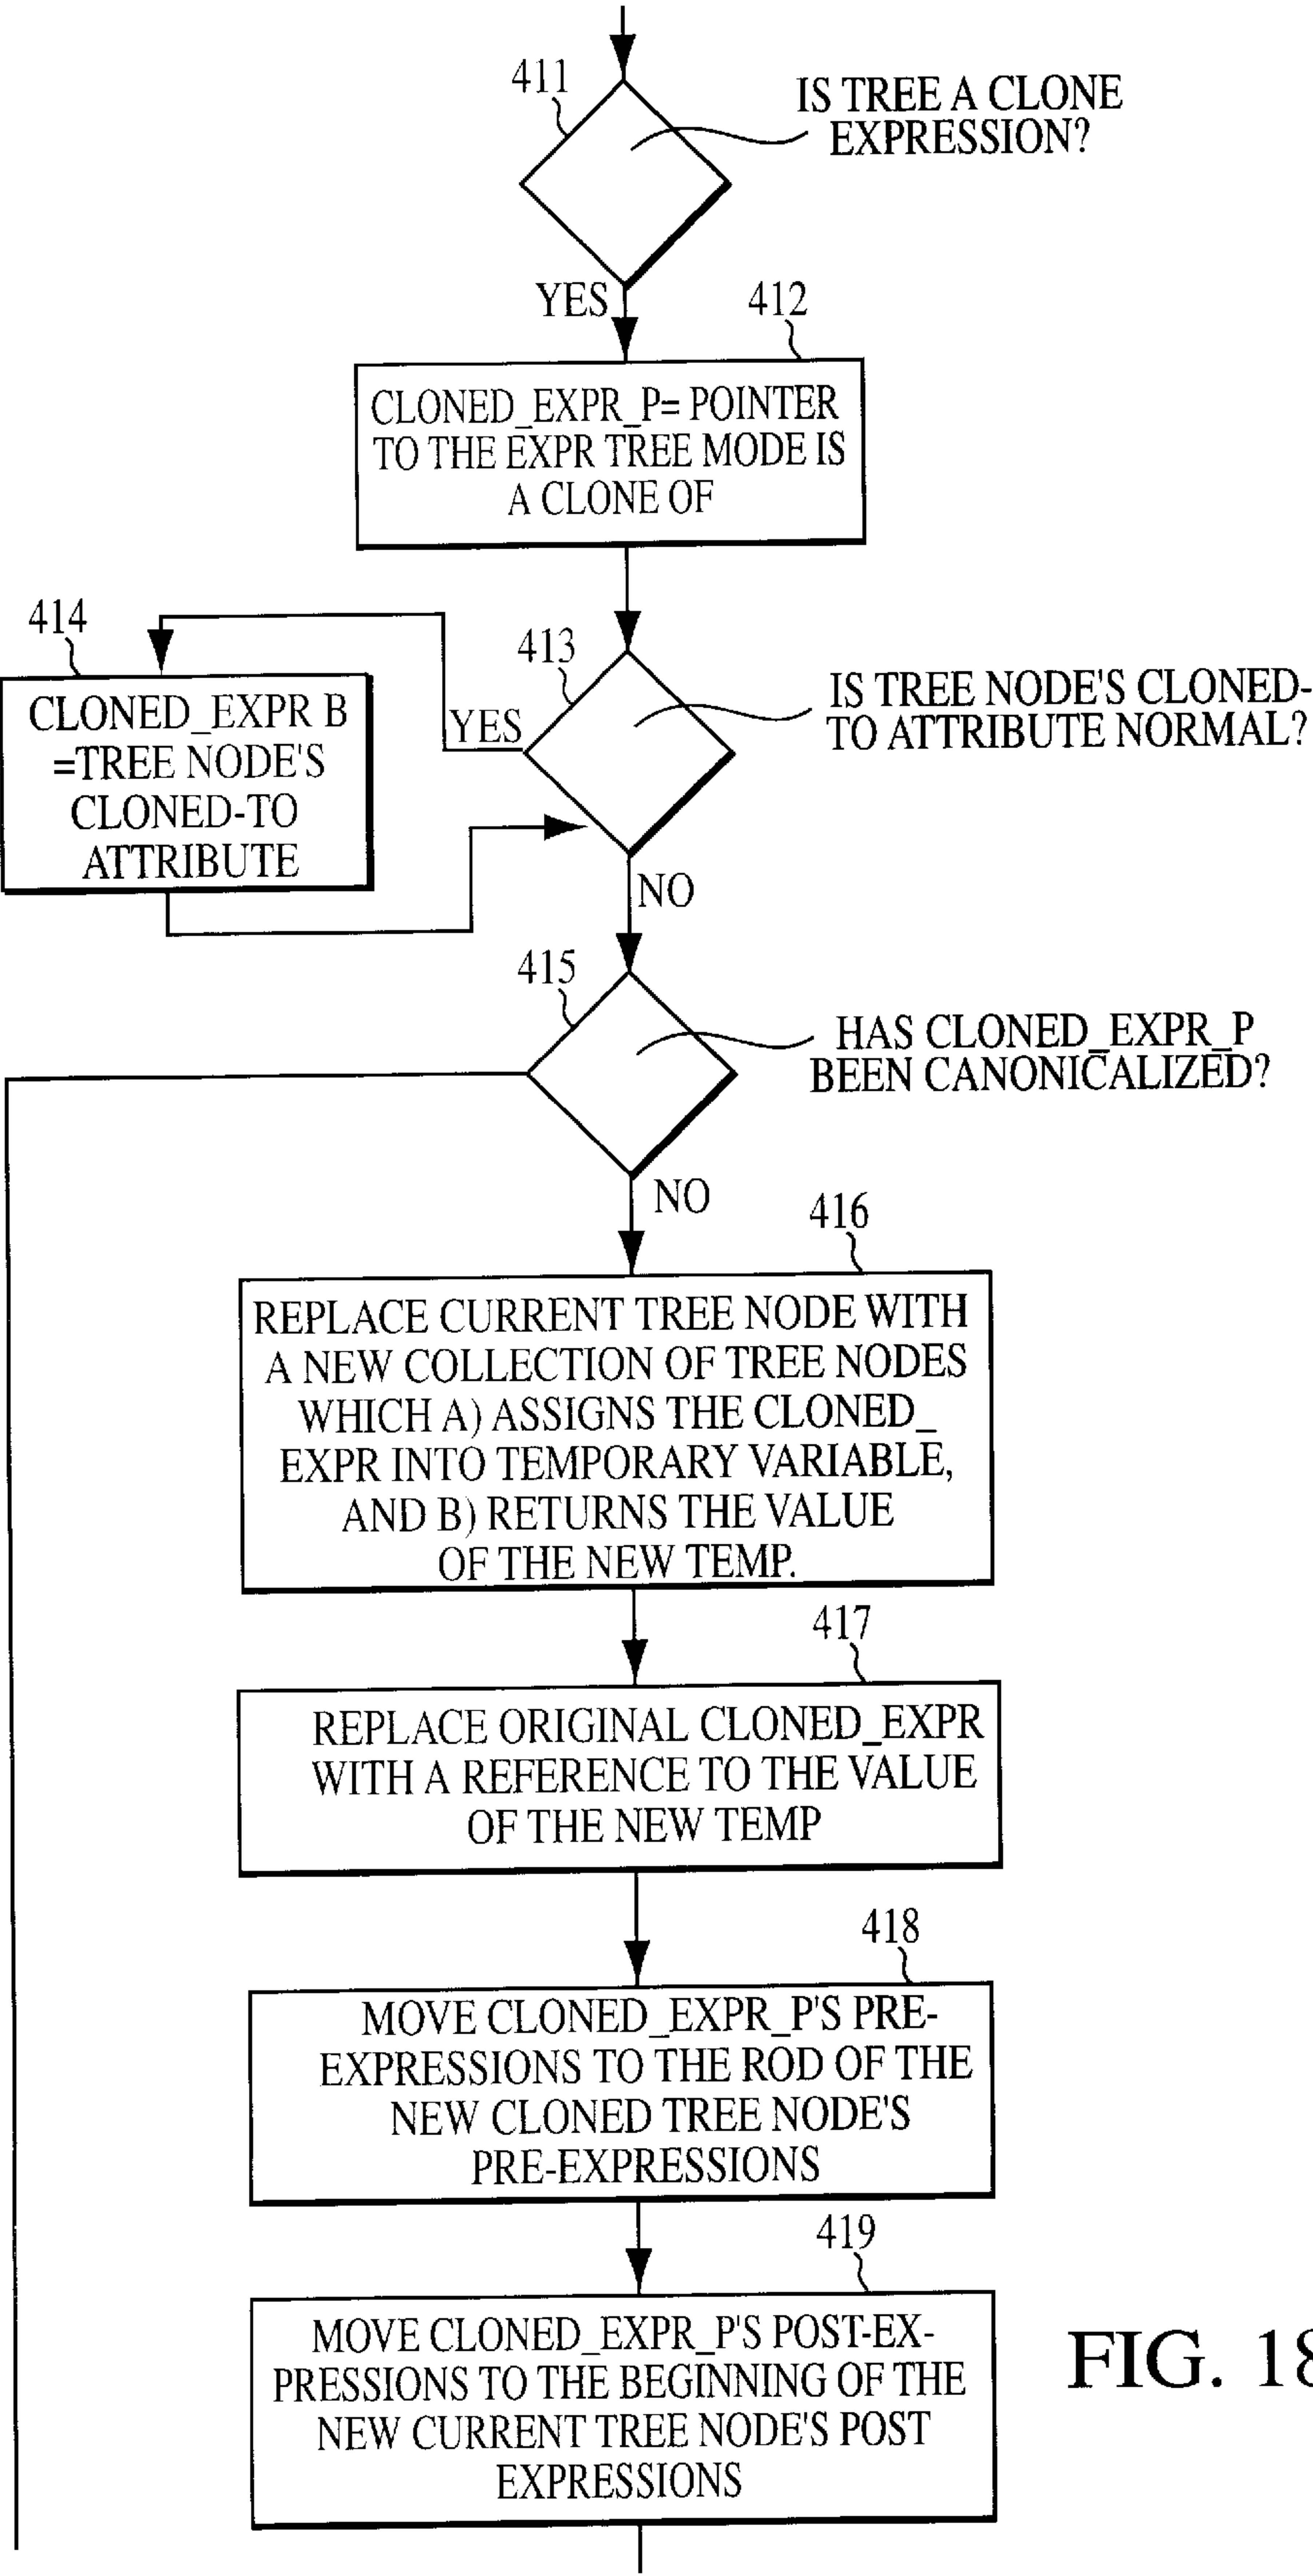 411
IS TREE A CLONE
EXPRESSION?
YES
412
CLONED_EXPR_P= POINTER
TO THE EXPR TREE MODE IS
A CLONE OF
414
413
CLONED_EXPR B
=TREE NODE'S
CLONED-TO
ATTRIBUTE
YES
IS TREE NODE'S CLONED-
TO ATTRIBUTE NORMAL?
NO
415
HAS CLONED_EXPR_P
BEEN CANONICALIZED?
NO
416
REPLACE CURRENT TREE NODE WITH
A NEW COLLECTION OF TREE NODES
WHICH A) ASSIGNS THE CLONED_
EXPR INTO TEMPORARY VARIABLE,
AND B) RETURNS THE VALUE
OF THE NEW TEMP.
417
REPLACE ORIGINAL CLONED_EXPR
WITH A REFERENCE TO THE VALUE
OF THE NEW TEMP
418
MOVE CLONED_EXPR_P'S PRE-
EXPRESSIONS TO THE ROD OF THE
NEW CLONED TREE NODE'S
PRE-EXPRESSIONS
419
MOVE CLONED_EXPR_P'S POST-EX-
PRESSIONS TO THE BEGINNING OF THE
NEW CURRENT TREE NODE'S POST
EXPRESSIONS
FIG. 18